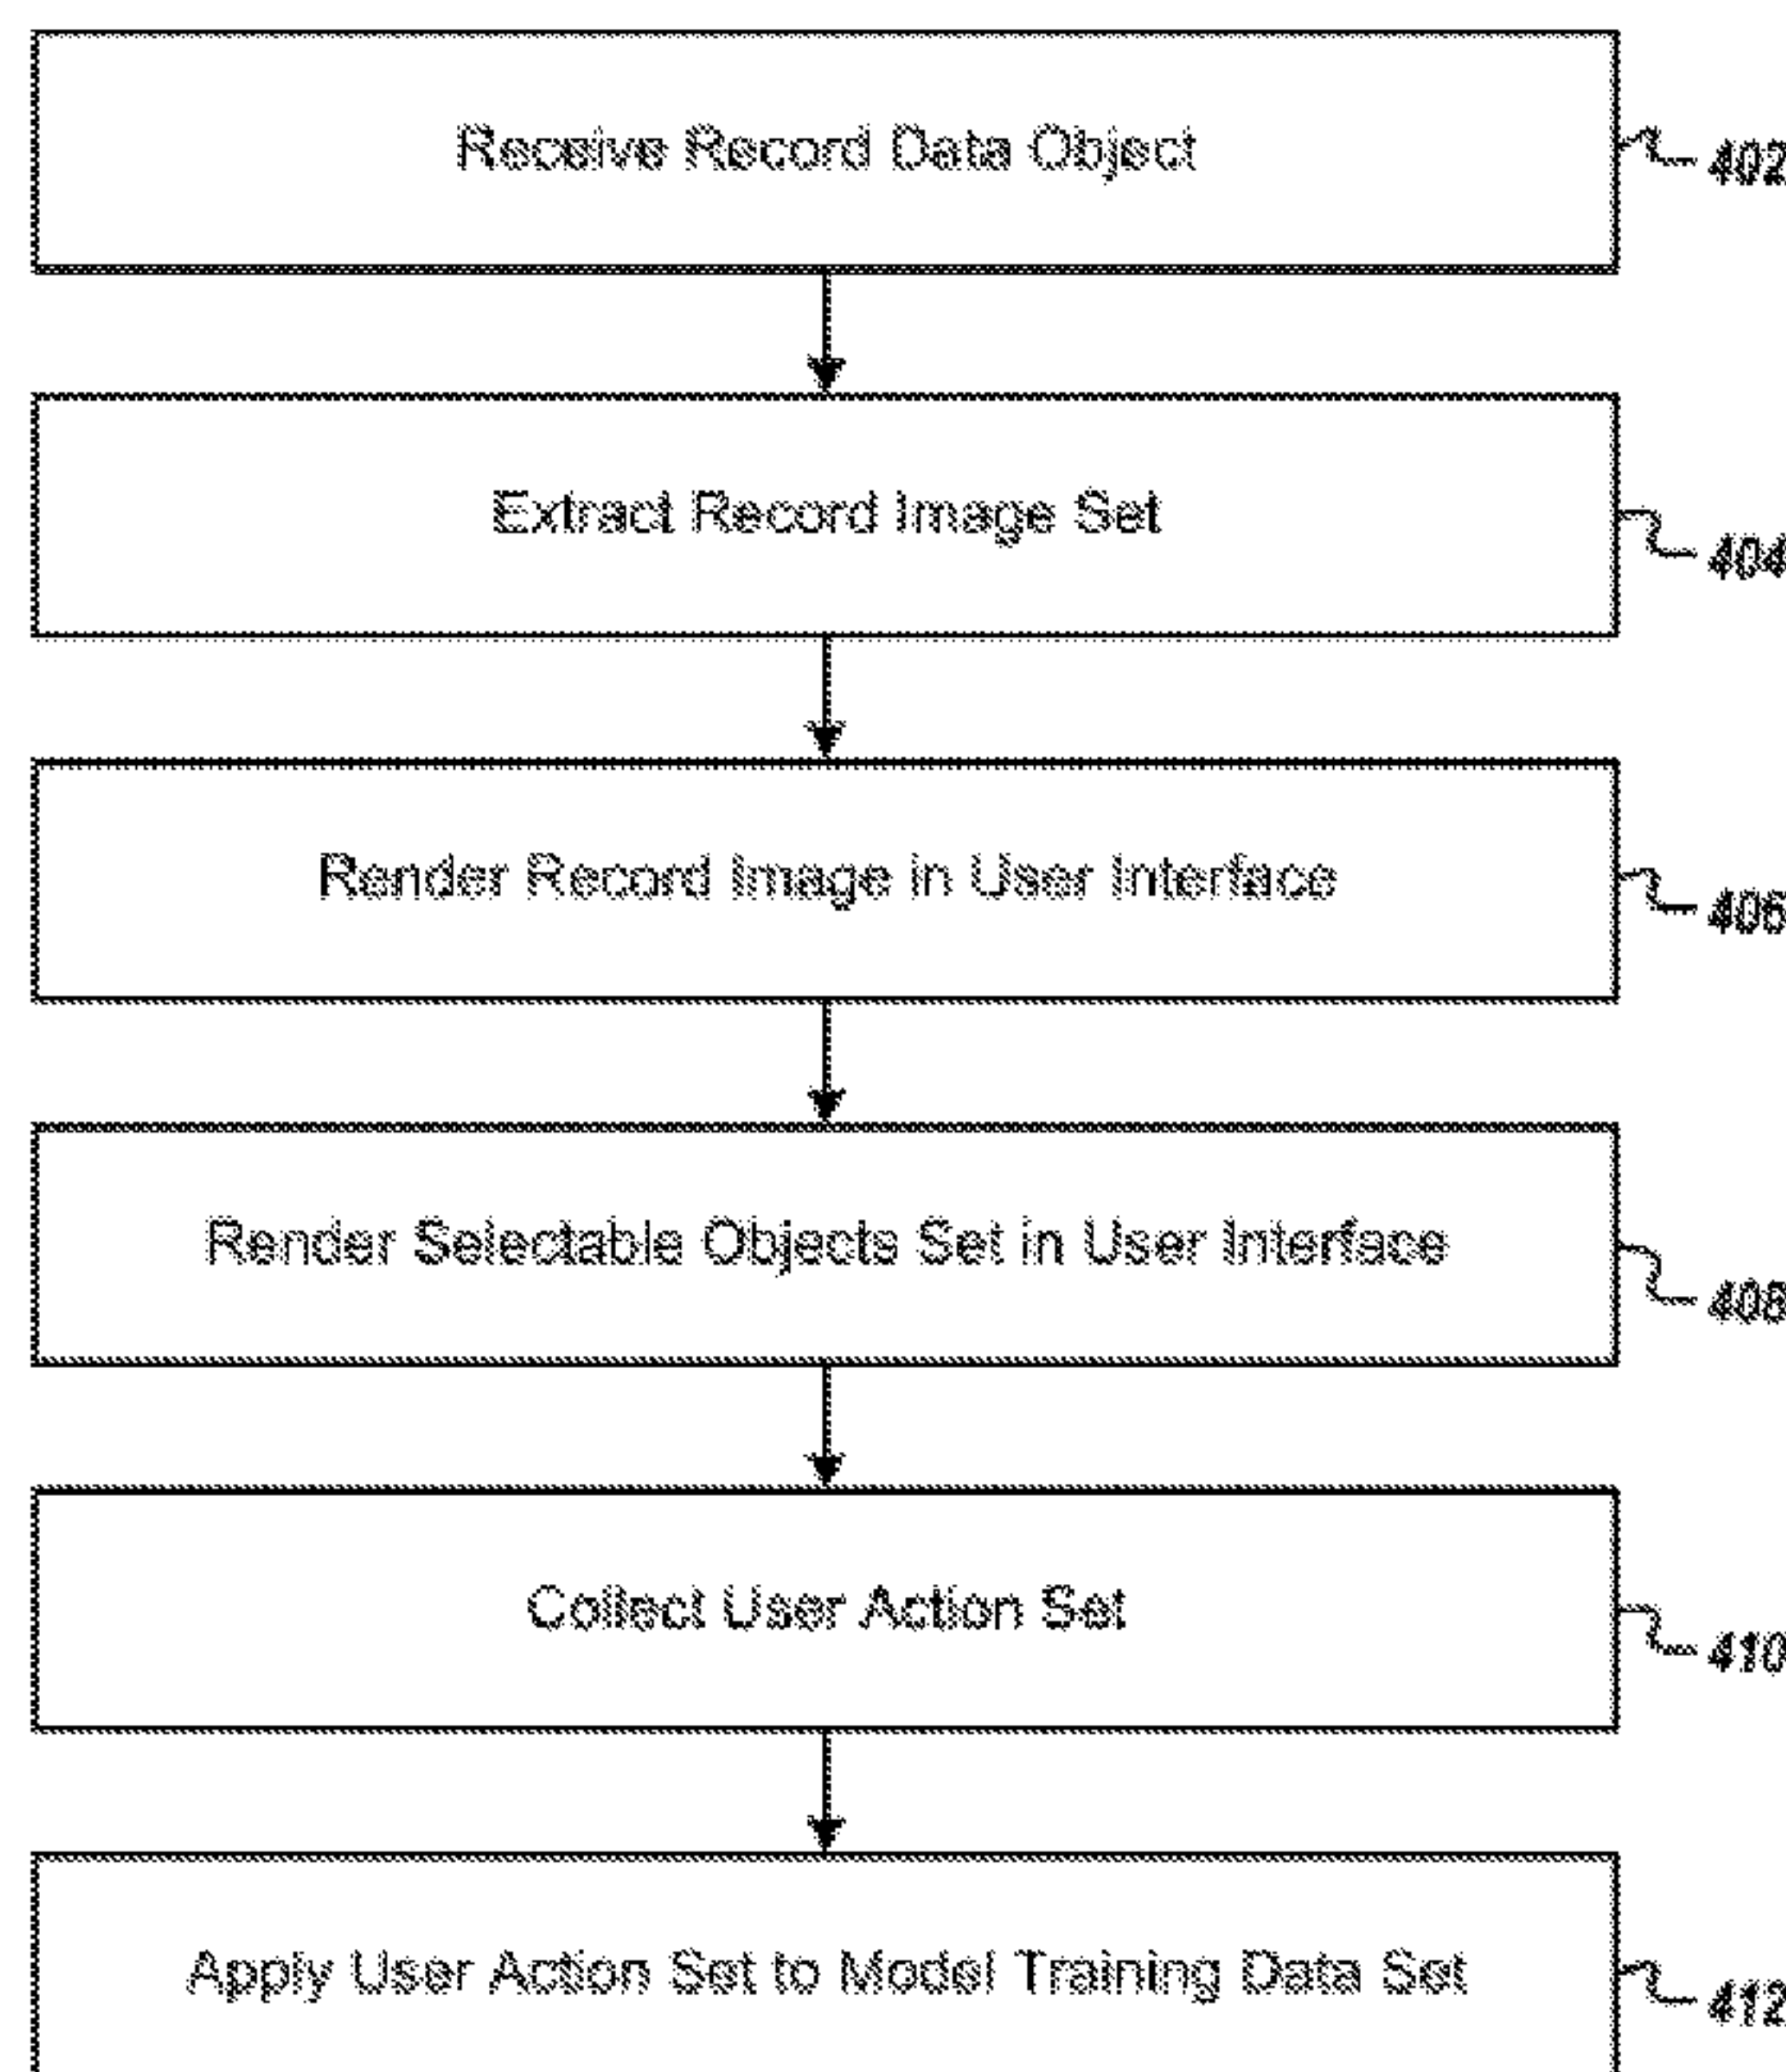 Receive Record Data Object
402
Extract Record Image Set
404
Render Record Image in User Interface
406
Render Selectable Objects Set in User Interface
408
Collect User Action Set
410
Apply User Action Set to Model Training Data Set
412